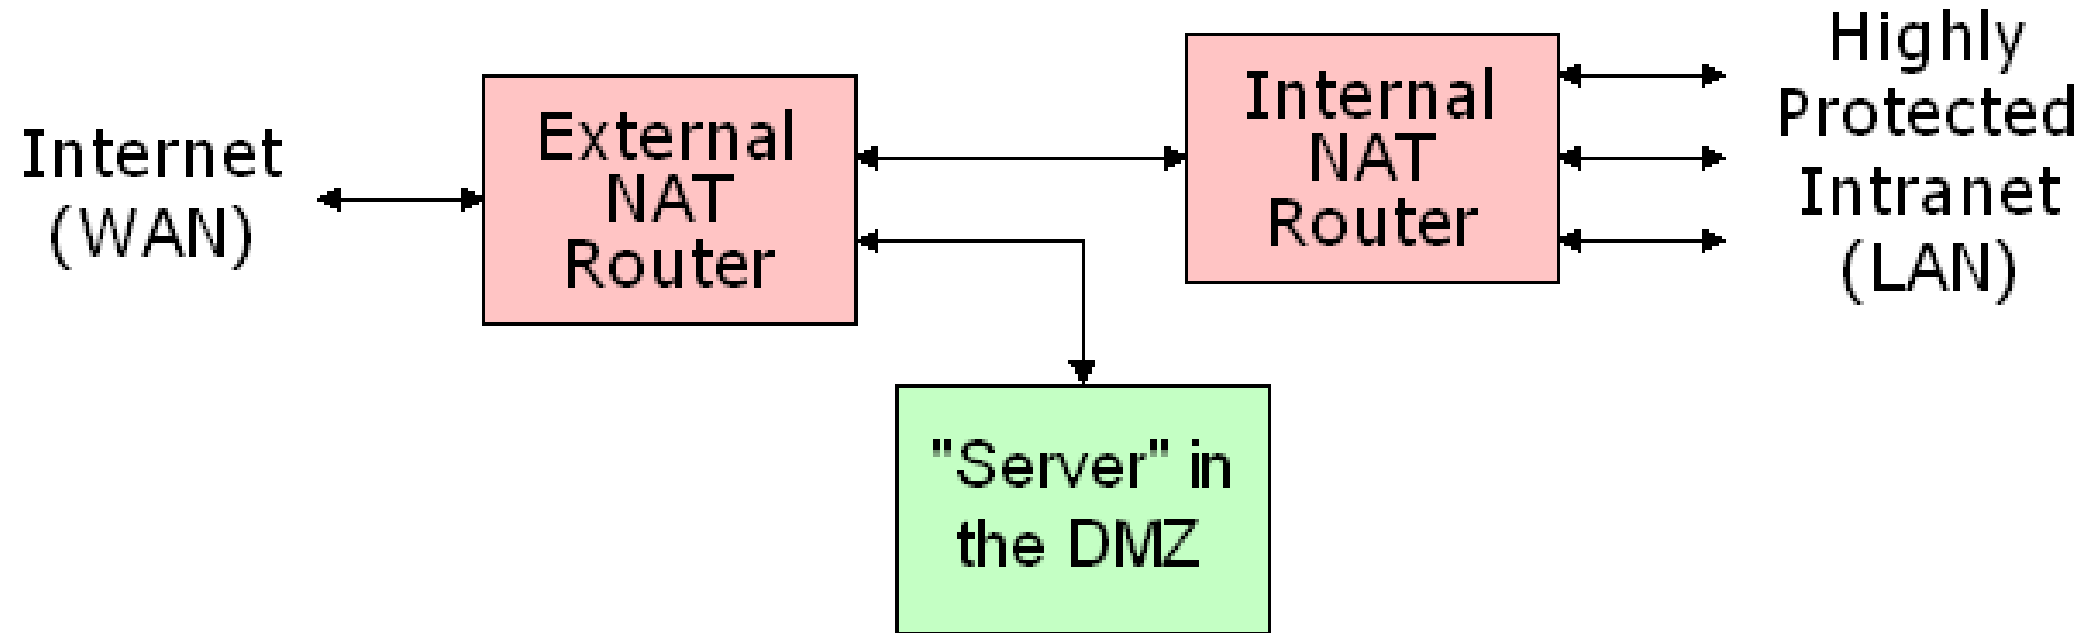 Internet
(WAN)
External
NAT
Router
Internal
NAT
Router
Highly
Protected
Intranet
(LAN)
"Server" in
the DMZ